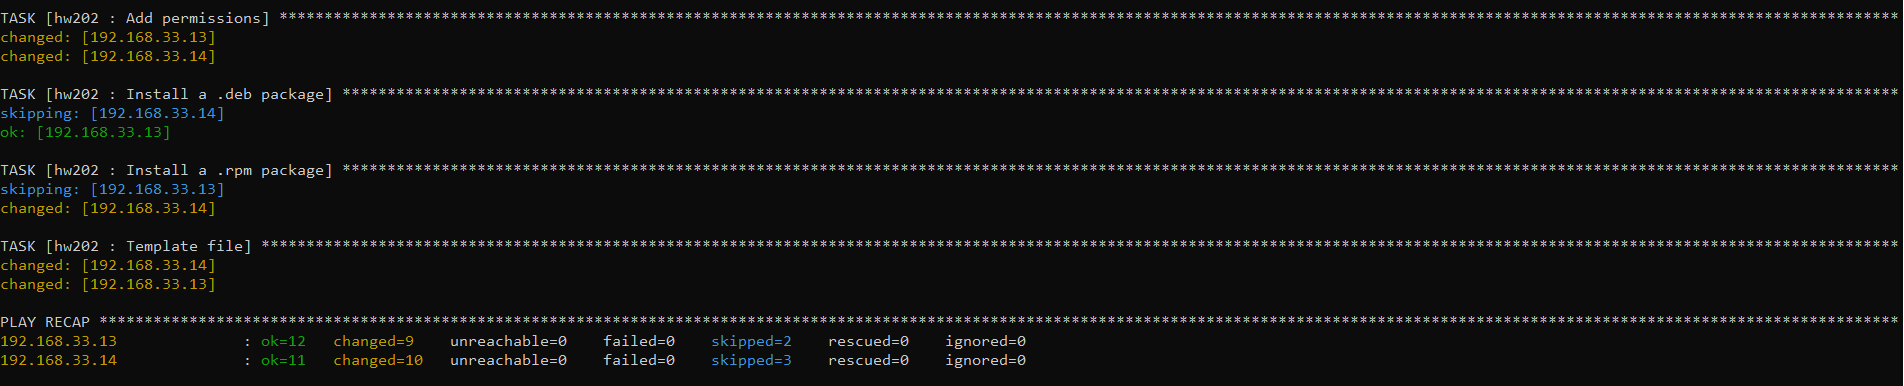 TASK [hw202 : Add permissions] ************************************************************************************************************************************************************************************
changed: [192.168.33.13]
changed: [192.168.33.14]
TASK [hw202 : Install a .deb package] *****************************************************************************************************************************************************************************
skipping: [192.168.33.14]
ok: [192.168.33.13]
TASK [hw202 : Install a .rpm package] *****************************************************************************************************************************************************************************
skipping: [192.168.33.13]
changed: [192.168.33.14]
TASK [hw202 : Template file] **************************************************************************************************************************************************************************************
changed: [192.168.33.14]
changed: [192.168.33.13]
PLAY RECAP ********************************************************************************************************************************************************************************************************
192.168.33.13              : ok=12   changed=9    unreachable=0    failed=0    skipped=2    rescued=0    ignored=0
192.168.33.14              : ok=11   changed=10   unreachable=0    failed=0    skipped=3    rescued=0    ignored=0